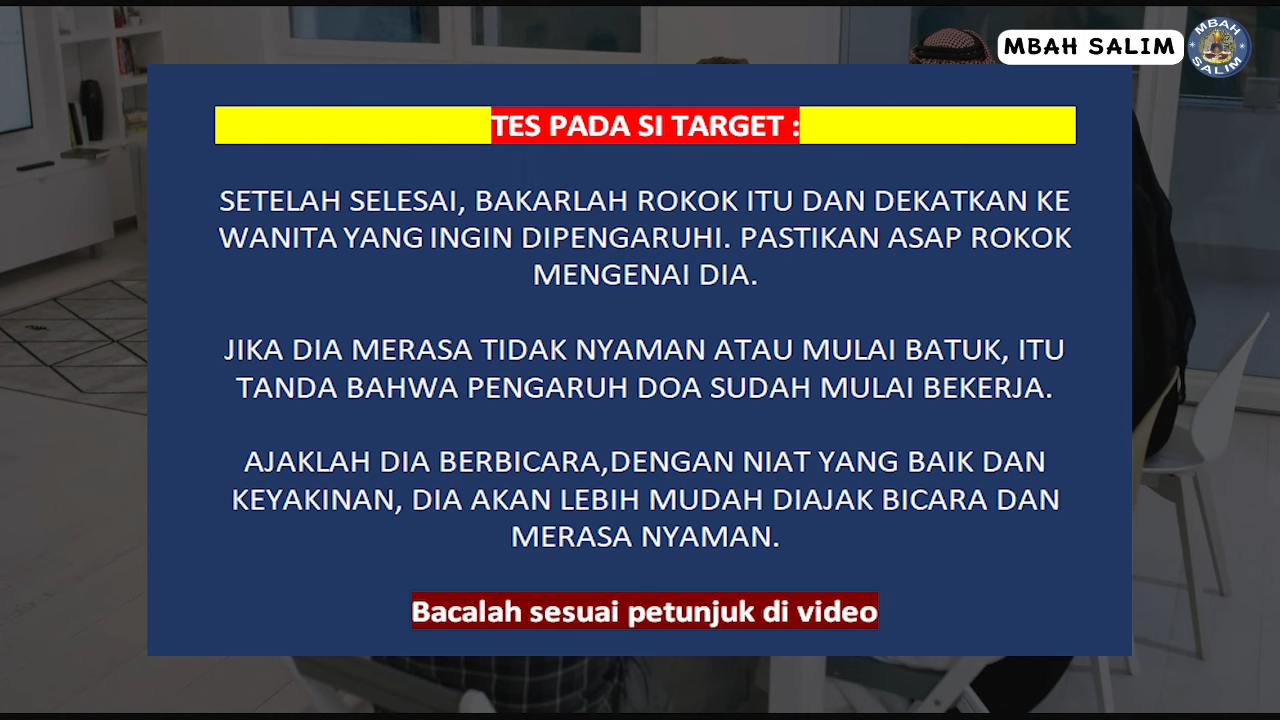 MBAH SALIM
MBAH
SALIM
TES PADA SI TARGET :
SETELAH SELESAI, BAKARLAH ROKOK ITU DAN DEKATKAN KE
WANITA YANG INGIN DIPENGARUHI. PASTIKAN ASAP ROKOK
MENGENAI DIA.
JIKA DIA MERASA TIDAK NYAMAN ATAU MULAI BATUK, ITU
TANDA BAHWA PENGARUH DOA SUDAH MULAI BEKERJA.
AJAKLAH DIA BERBICARA,DENGAN NIAT YANG BAIK DAN
KEYAKINAN, DIA AKAN LEBIH MUDAH DIAJAK BICARA DAN
MERASA NYAMAN.
Bacalah sesuai petunjuk di video